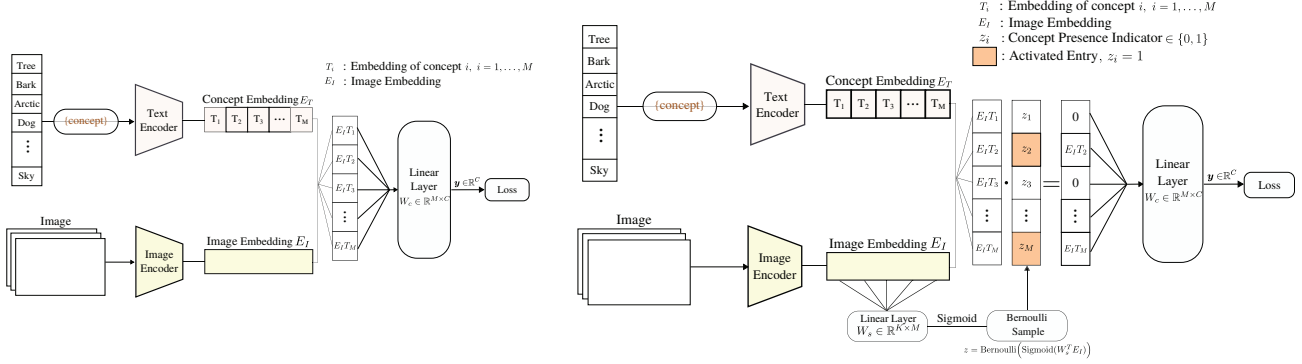 Tree
Bark
Arctic
Dog
⋮
Sky
{concept}
Text
Encoder
Concept Embedding E_T
T_1 T_2 T_3 ... T_M
T_i : Embedding of concept i, i = 1, . . . , M
E_I : Image Embedding
Image
Image
Encoder
Image Embedding E_I
E_I T_1
E_I T_2
E_I T_3
⋮
E_I T_M
Linear
Layer
W_c ∈ ℝ^{M×C}
y ∈ ℝ^C
Loss
T_i : Embedding of concept i, i = 1, . . . , M
E_I : Image Embedding
z_i : Concept Presence Indicator ∈ {0, 1}
: Activated Entry, z_i = 1
Tree
Bark
Arctic
Dog
⋮
Sky
{concept}
Text
Encoder
Concept Embedding E_T
T_1 T_2 T_3 ... T_M
Image
Image
Encoder
Image Embedding E_I
Linear Layer
W_s ∈ ℝ^{K×M}
Sigmoid
Bernoulli
Sample
z = Bernoulli(Sigmoid(W_s^T E_I))
E_I T_1
E_I T_2
E_I T_3
⋮
E_I T_M
·
z_1
z_2
z_3
⋮
z_M
=
0
E_I T_2
0
⋮
E_I T_M
Linear
Layer
W_c ∈ ℝ^{M×C}
y ∈ ℝ^C
Loss